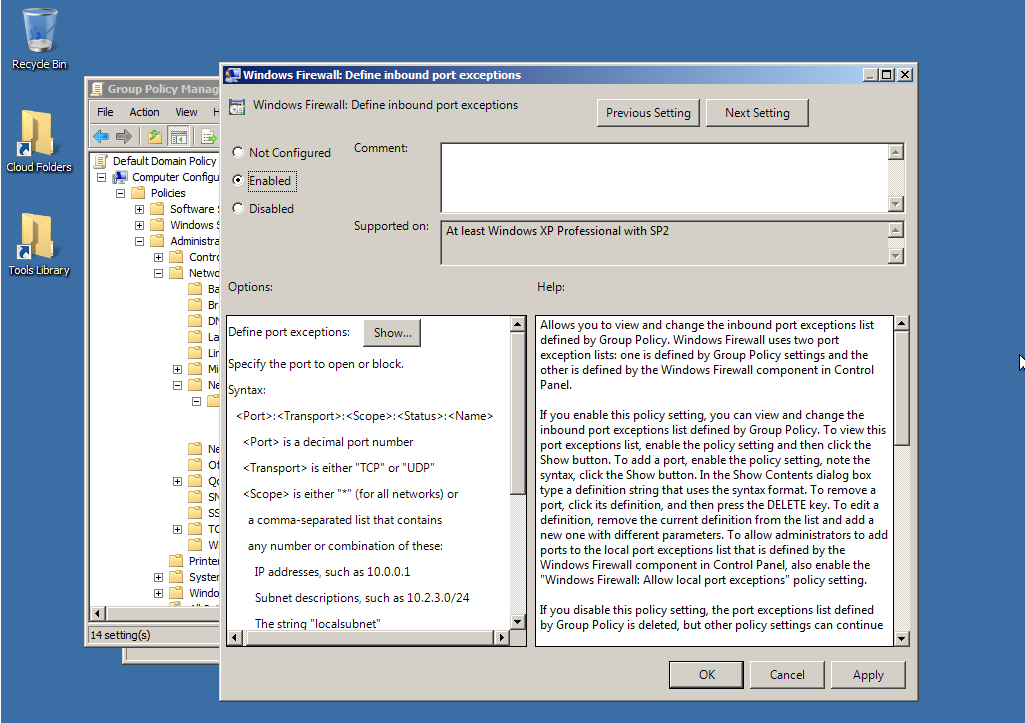 Recycle Bin
Cloud Folders
Tools Library
Group Policy Manag
File Action View H
Default Domain Policy
Computer Configu
Policies
Software S
Windows S
Administra
Contro
Netwo
Ba
Br
DN
La
Lin
Mi
Ne
Ne
Of
Qo
SN
SS
TC
Wi
Printer
System
Windo
14 setting(s)
Windows Firewall: Define inbound port exceptions
Windows Firewall: Define inbound port exceptions
Previous Setting
Next Setting
Not Configured
Enabled
Disabled
Comment:
Supported on:
At least Windows XP Professional with SP2
Options:
Define port exceptions: Show...
Specify the port to open or block.
Syntax:
<Port>:<Transport>:<Scope>:<Status>:<Name>
<Port> is a decimal port number
<Transport> is either "TCP" or "UDP"
<Scope> is either "*" (for all networks) or
a comma-separated list that contains
any number or combination of these:
IP addresses, such as 10.0.0.1
Subnet descriptions, such as 10.2.3.0/24
The string "localsubnet"
Help:
Allows you to view and change the inbound port exceptions list
defined by Group Policy. Windows Firewall uses two port
exception lists: one is defined by Group Policy settings and the
other is defined by the Windows Firewall component in Control
Panel.
If you enable this policy setting, you can view and change the
inbound port exceptions list defined by Group Policy. To view this
port exceptions list, enable the policy setting and then click the
Show button. To add a port, enable the policy setting, note the
syntax, click the Show button. In the Show Contents dialog box
type a definition string that uses the syntax format. To remove a
port, click its definition, and then press the DELETE key. To edit a
definition, remove the current definition from the list and add a
new one with different parameters. To allow administrators to add
ports to the local port exceptions list that is defined by the
Windows Firewall component in Control Panel, also enable the
"Windows Firewall: Allow local port exceptions" policy setting.
If you disable this policy setting, the port exceptions list defined
by Group Policy is deleted, but other policy settings can continue
OK
Cancel
Apply